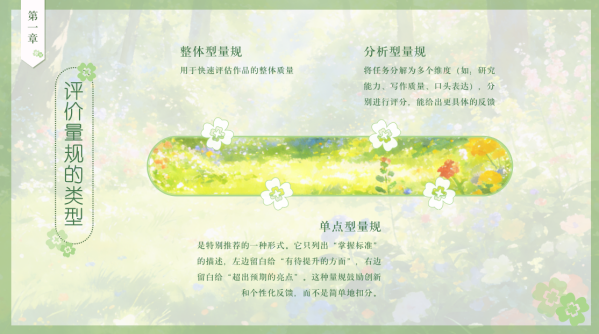 第一章
评价量规的类型
整体型量规
用于快速评估作品的整体质量
分析型量规
将任务分解为多个维度（如：研究
能力、写作质量、口头表达），分
别进行评分，能给出更具体的反馈
单点型量规
是特别推荐的一种形式。它只列出“掌握标准”
的描述，左边留白给“有待提升的方面”，右边
留白给“超出预期的亮点”。这种量规鼓励创新
和个性化反馈，而不是简单地扣分。